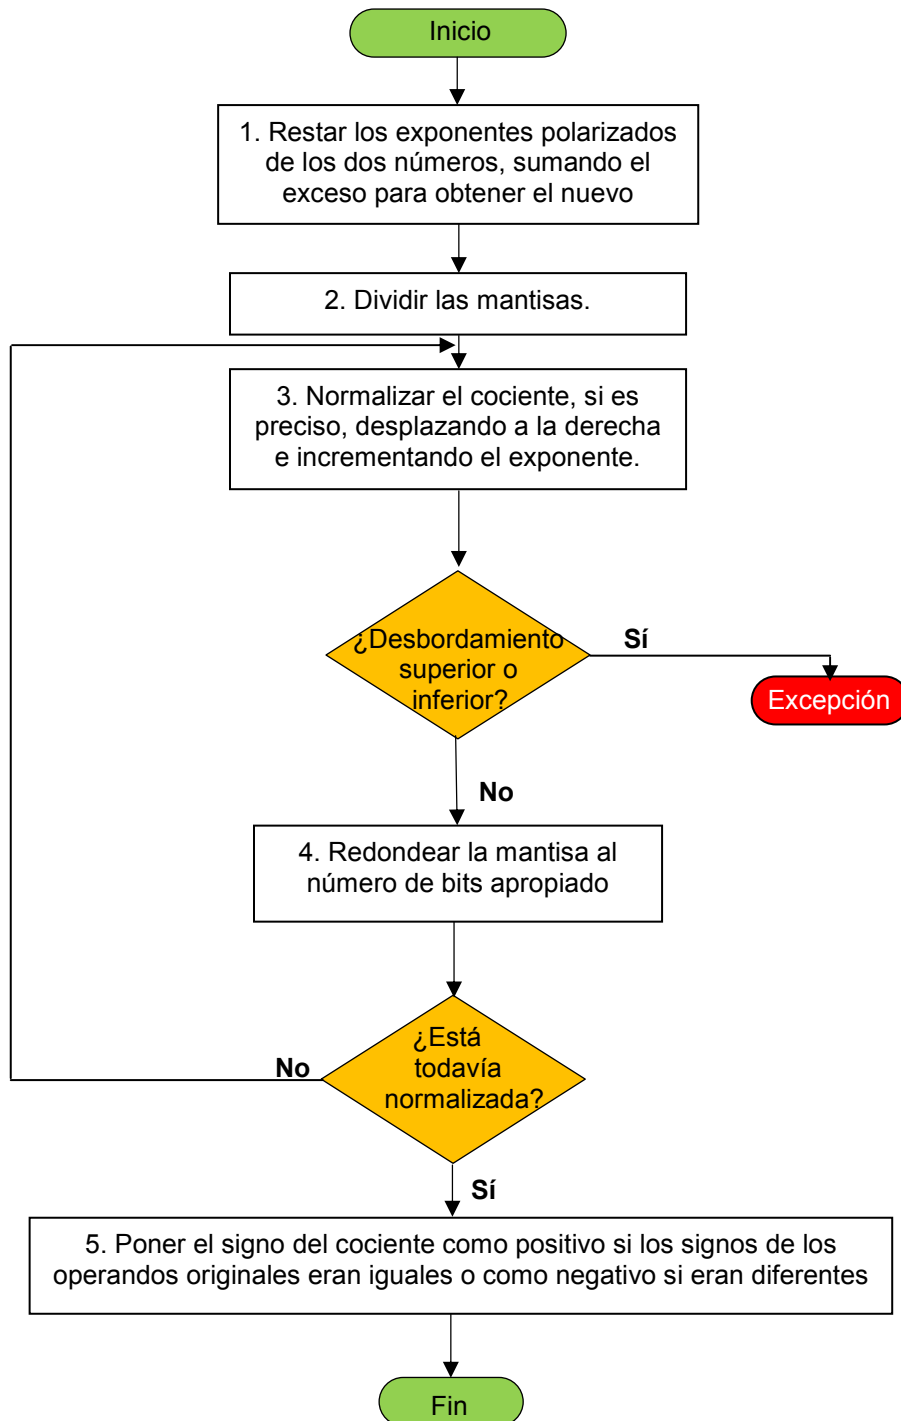 Inicio
1. Restar los exponentes polarizados
de los dos números, sumando el
exceso para obtener el nuevo
2. Dividir las mantisas.
3. Normalizar el cociente, si es
preciso, desplazando a la derecha
e incrementando el exponente.
¿Desbordamiento
superior o
inferior?
Sí
Excepción
No
4. Redondear la mantisa al
número de bits apropiado
¿Está
todavía
normalizada?
No
Sí
5. Poner el signo del cociente como positivo si los signos de los
operandos originales eran iguales o como negativo si eran diferentes
Fin